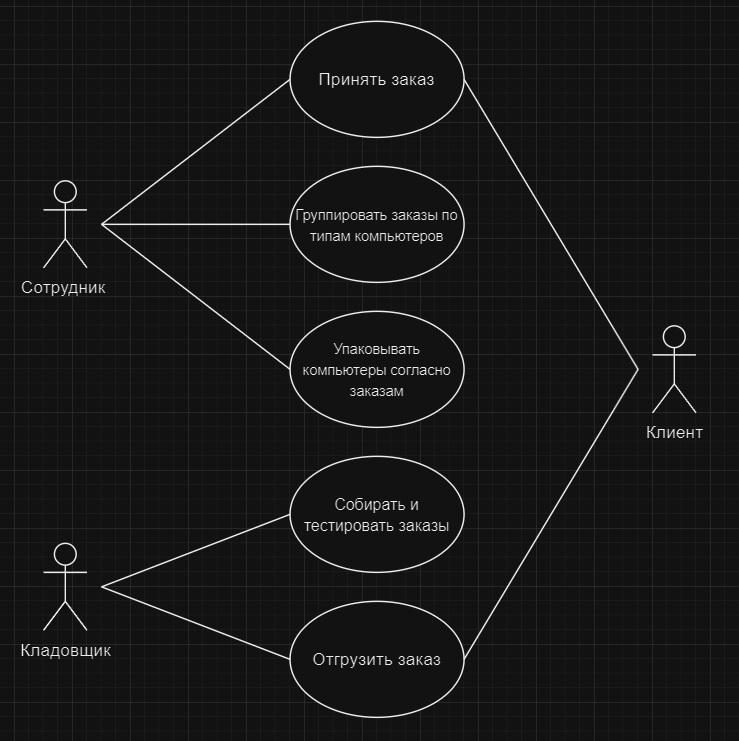 Принять заказ
Группировать заказы по
типам компьютеров
Сотрудник
Упаковывать
компьютеры согласно
заказам
Клиент
Собирать и
тестировать заказы
Кладовщик
Отгрузить заказ